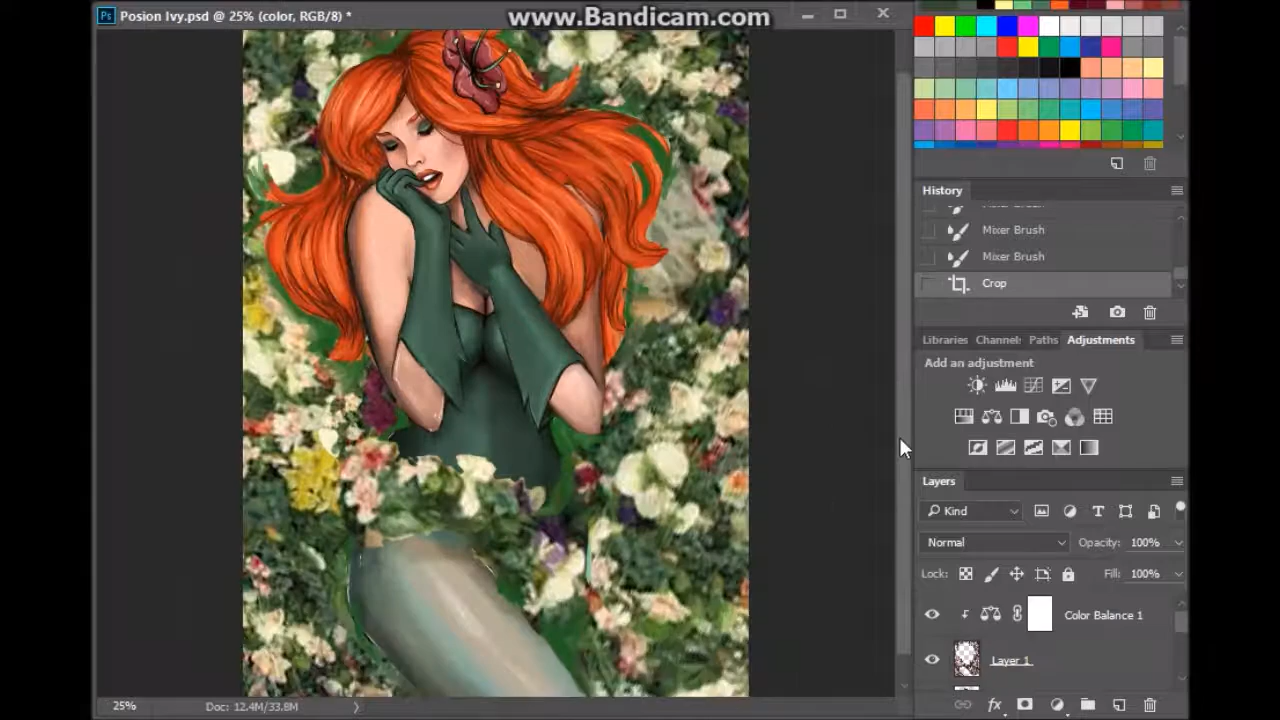 Posion Ivy.psd @ 25% (color, RGB/8) *
www.Bandicam.com
History
Mixer Brush
Mixer Brush
Crop
Libraries Channel: Paths Adjustments
Add an adjustment
Layers
Kind
Normal Opacity: 100%
Lock: Fill: 100%
Color Balance 1
Layer 1
fx
25% Doc: 12.4M/33.8M